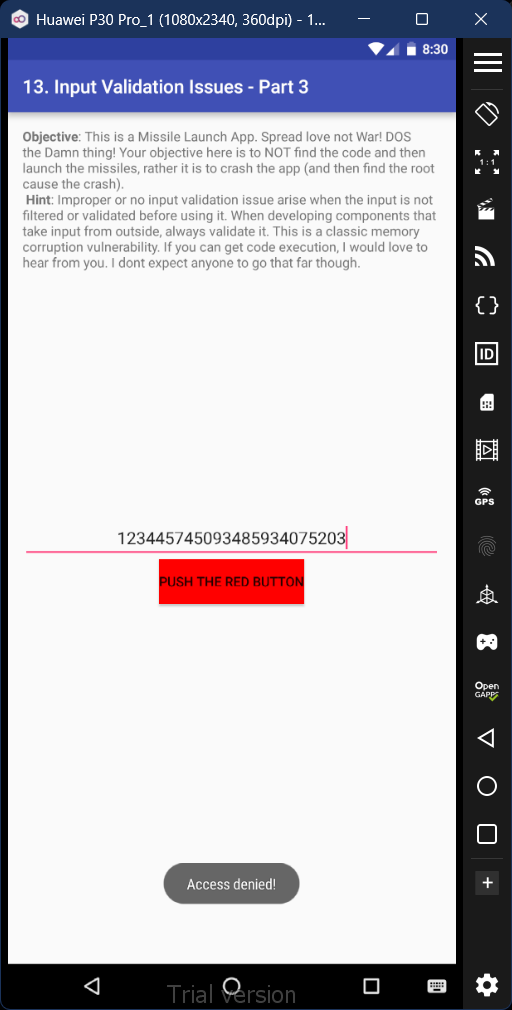 Huawei P30 Pro_1 (1080x2340, 360dpi) - 1...
8:30
13. Input Validation Issues - Part 3
Objective: This is a Missile Launch App. Spread love not War! DOS
the Damn thing! Your objective here is to NOT find the code and then
launch the missiles, rather it is to crash the app (and then find the root
cause the crash).
Hint: Improper or no input validation issue arise when the input is not
filtered or validated before using it. When developing components that
take input from outside, always validate it. This is a classic memory
corruption vulnerability. If you can get code execution, I would love to
hear from you. I dont expect anyone to go that far though.
1 : 1
ID
GPS
123445745093485934075203
PUSH THE RED BUTTON
Open
GAPPS
Access denied!
Trial version